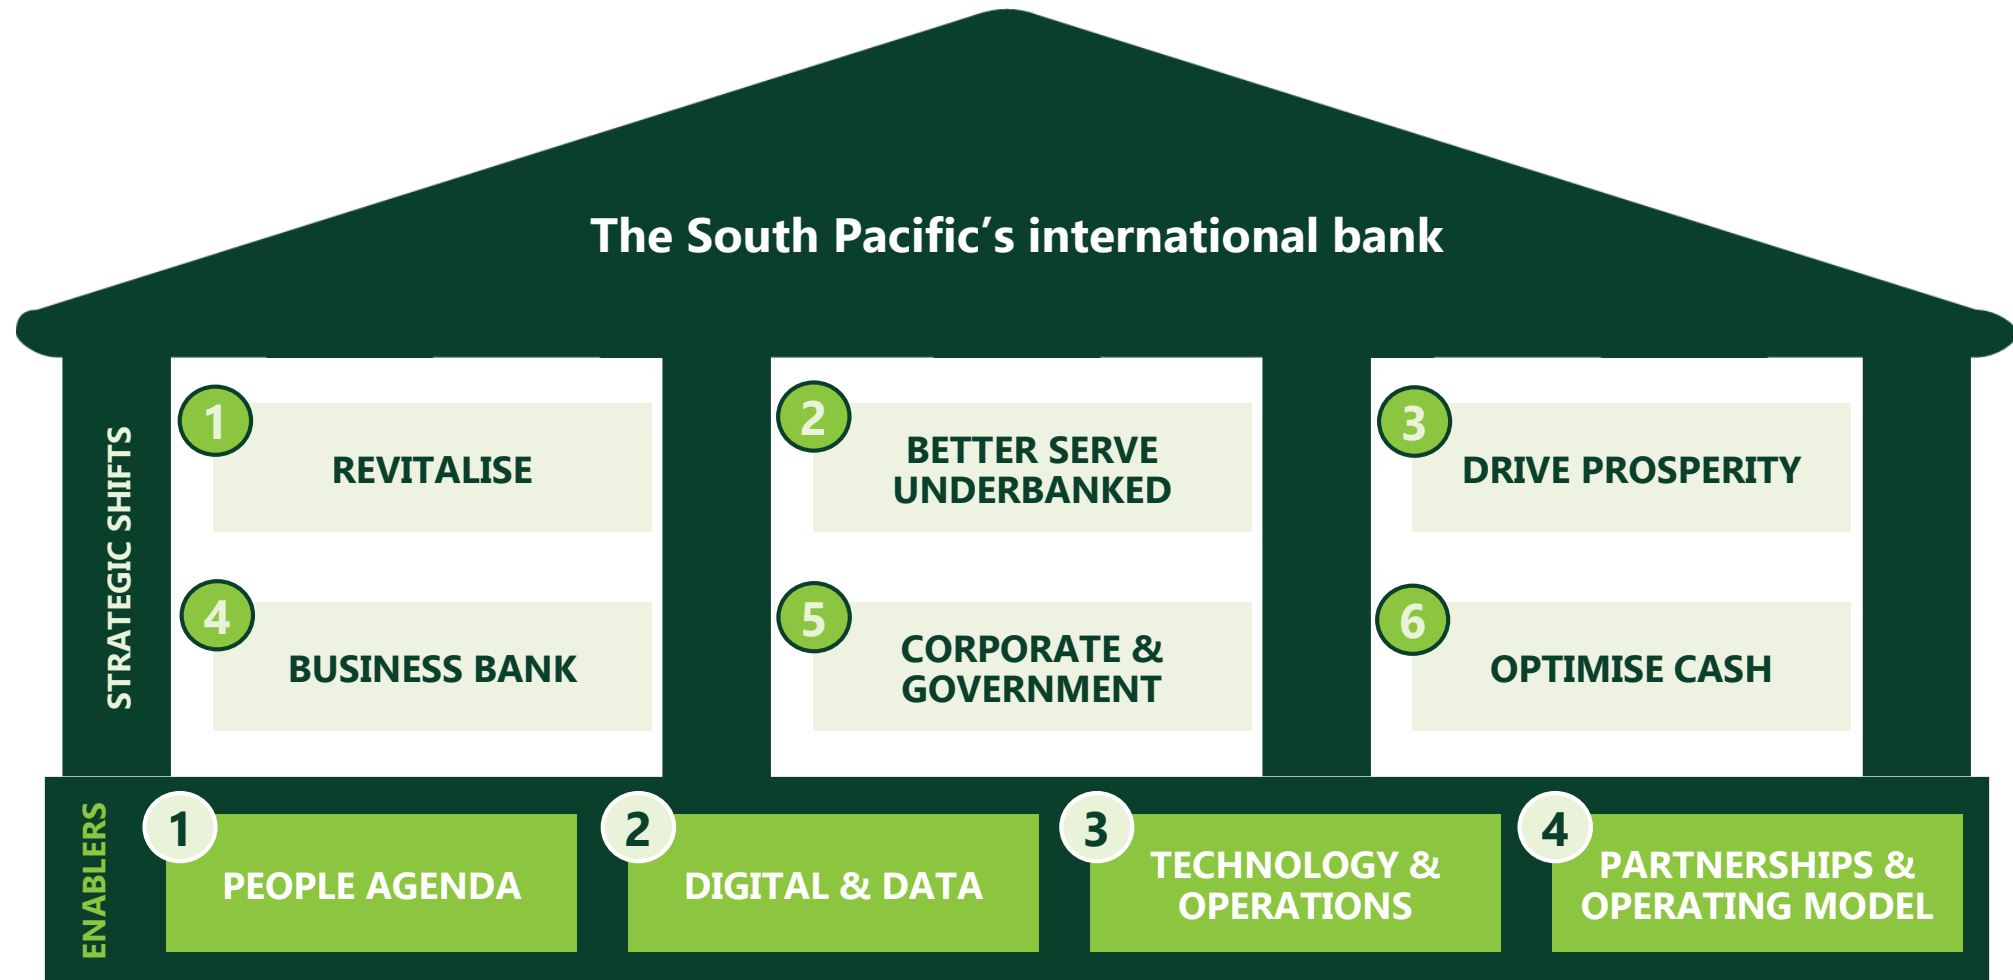 The South Pacific’s international bank
STRATEGIC SHIFTS
1
REVITALISE
2
BETTER SERVE
UNDERBANKED
3
DRIVE PROSPERITY
4
BUSINESS BANK
5
CORPORATE &
GOVERNMENT
6
OPTIMISE CASH
ENABLERS
1
PEOPLE AGENDA
2
DIGITAL & DATA
3
TECHNOLOGY &
OPERATIONS
4
PARTNERSHIPS &
OPERATING MODEL